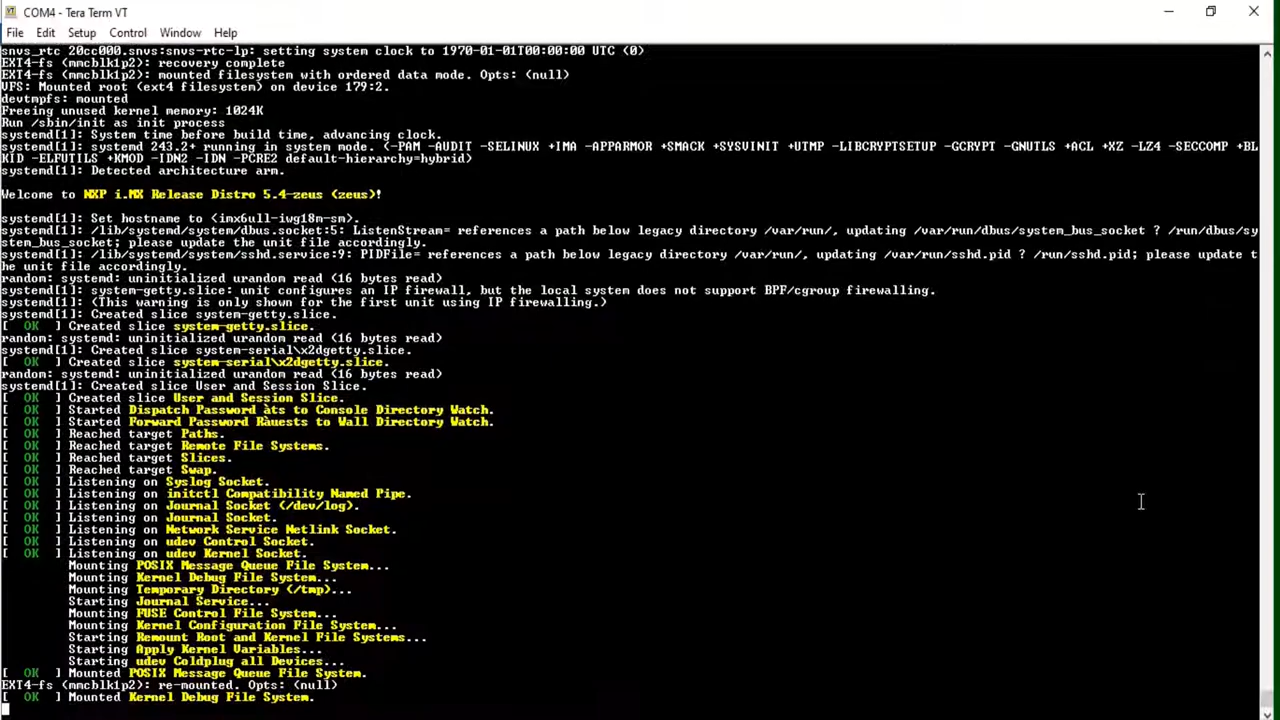 COM4 - Tera Term VT
File Edit Setup Control Window Help
snvs_rtc 20cc000.snvs:snvs-rtc-lp: setting system clock to 1970-01-01T00:00:00 UTC (0)
EXT4-fs (mmcblk1p2): recovery complete
EXT4-fs (mmcblk1p2): mounted filesystem with ordered data mode. Opts: (null)
VFS: Mounted root (ext4 filesystem) on device 179:2.
devtmpfs: mounted
Freeing unused kernel memory: 1024K
Run /sbin/init as init process
systemd[1]: System time before build time, advancing clock.
systemd[1]: systemd 243.2+ running in system mode. (-PAM -AUDIT -SELINUX +IMA -APPARMOR +SMACK +SYSVINIT +UTMP -LIBCRYPTSETUP -GCRYPT -GNUTLS +ACL +XZ -LZ4 -SECCOMP +BL
KID -ELFUTILS +KMOD -IDN2 -IDN -PCRE2 default-hierarchy=hybrid)
systemd[1]: Detected architecture arm.
Welcome to NXP i.MX Release Distro 5.4-zeus (zeus)!
systemd[1]: Set hostname to <imx6ull-iwg18m-sm>.
systemd[1]: /lib/systemd/system/dbus.socket:5: ListenStream= references a path below legacy directory /var/run/, updating /var/run/dbus/system_bus_socket ? /run/dbus/sy
stem_bus_socket; please update the unit file accordingly.
systemd[1]: /lib/systemd/system/sshd.service:9: PIDFile= references a path below legacy directory /var/run/, updating /var/run/sshd.pid ? /run/sshd.pid; please update t
he unit file accordingly.
random: systemd: uninitialized urandom read (16 bytes read)
systemd[1]: system-getty.slice: unit configures an IP firewall, but the local system does not support BPF/cgroup firewalling.
systemd[1]: (This warning is only shown for the first unit using IP firewalling.)
systemd[1]: Created slice system-getty.slice.
[ OK ] Created slice system-getty.slice.
random: systemd: uninitialized urandom read (16 bytes read)
systemd[1]: Created slice system-serial\x2dgetty.slice.
[ OK ] Created slice system-serial\x2dgetty.slice.
random: systemd: uninitialized urandom read (16 bytes read)
systemd[1]: Created slice User and Session Slice.
[ OK ] Created slice User and Session Slice.
[ OK ] Started Dispatch Password àts to Console Directory Watch.
[ OK ] Started Forward Password Ràuests to Wall Directory Watch.
[ OK ] Reached target Paths.
[ OK ] Reached target Remote File Systems.
[ OK ] Reached target Slices.
[ OK ] Reached target Swap.
[ OK ] Listening on Syslog Socket.
[ OK ] Listening on initctl Compatibility Named Pipe.
[ OK ] Listening on Journal Socket (/dev/log).
[ OK ] Listening on Journal Socket.
[ OK ] Listening on Network Service Netlink Socket.
[ OK ] Listening on udev Control Socket.
[ OK ] Listening on udev Kernel Socket.
Mounting POSIX Message Queue File System...
Mounting Kernel Debug File System...
Mounting Temporary Directory (/tmp)...
Starting Journal Service...
Mounting FUSE Control File System...
Mounting Kernel Configuration File System...
Starting Remount Root and Kernel File Systems...
Starting Apply Kernel Variables...
Starting udev Coldplug all Devices...
[ OK ] Mounted POSIX Message Queue File System.
EXT4-fs (mmcblk1p2): re-mounted. Opts: (null)
[ OK ] Mounted Kernel Debug File System.